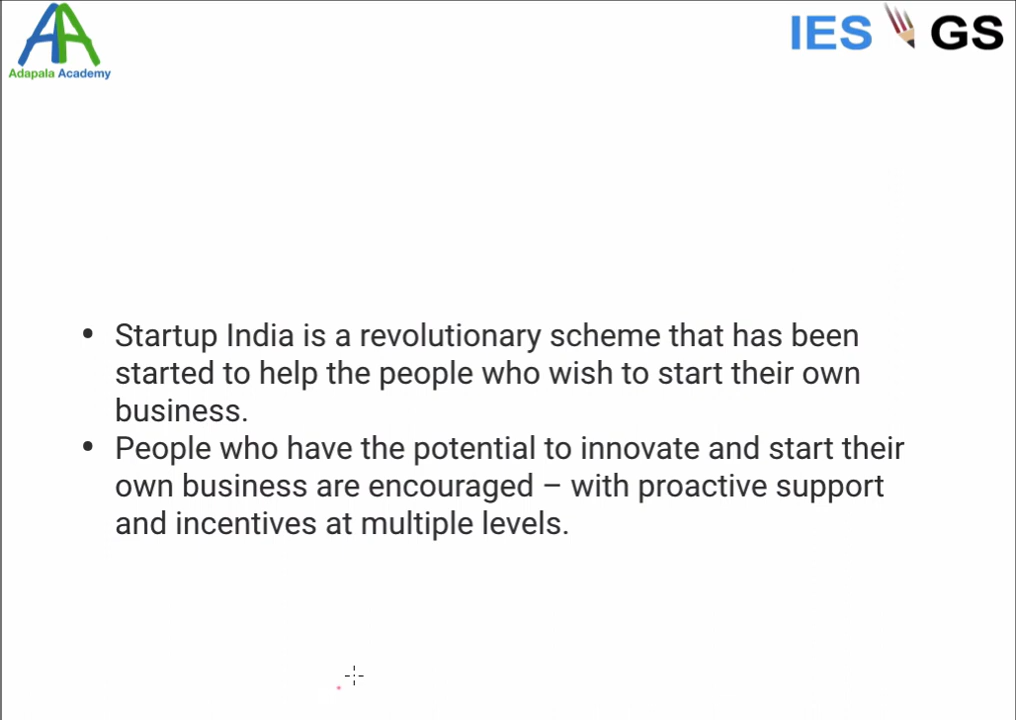 Adapala Academy
IES GS
• Startup India is a revolutionary scheme that has been
started to help the people who wish to start their own
business.
• People who have the potential to innovate and start their
own business are encouraged – with proactive support
and incentives at multiple levels.